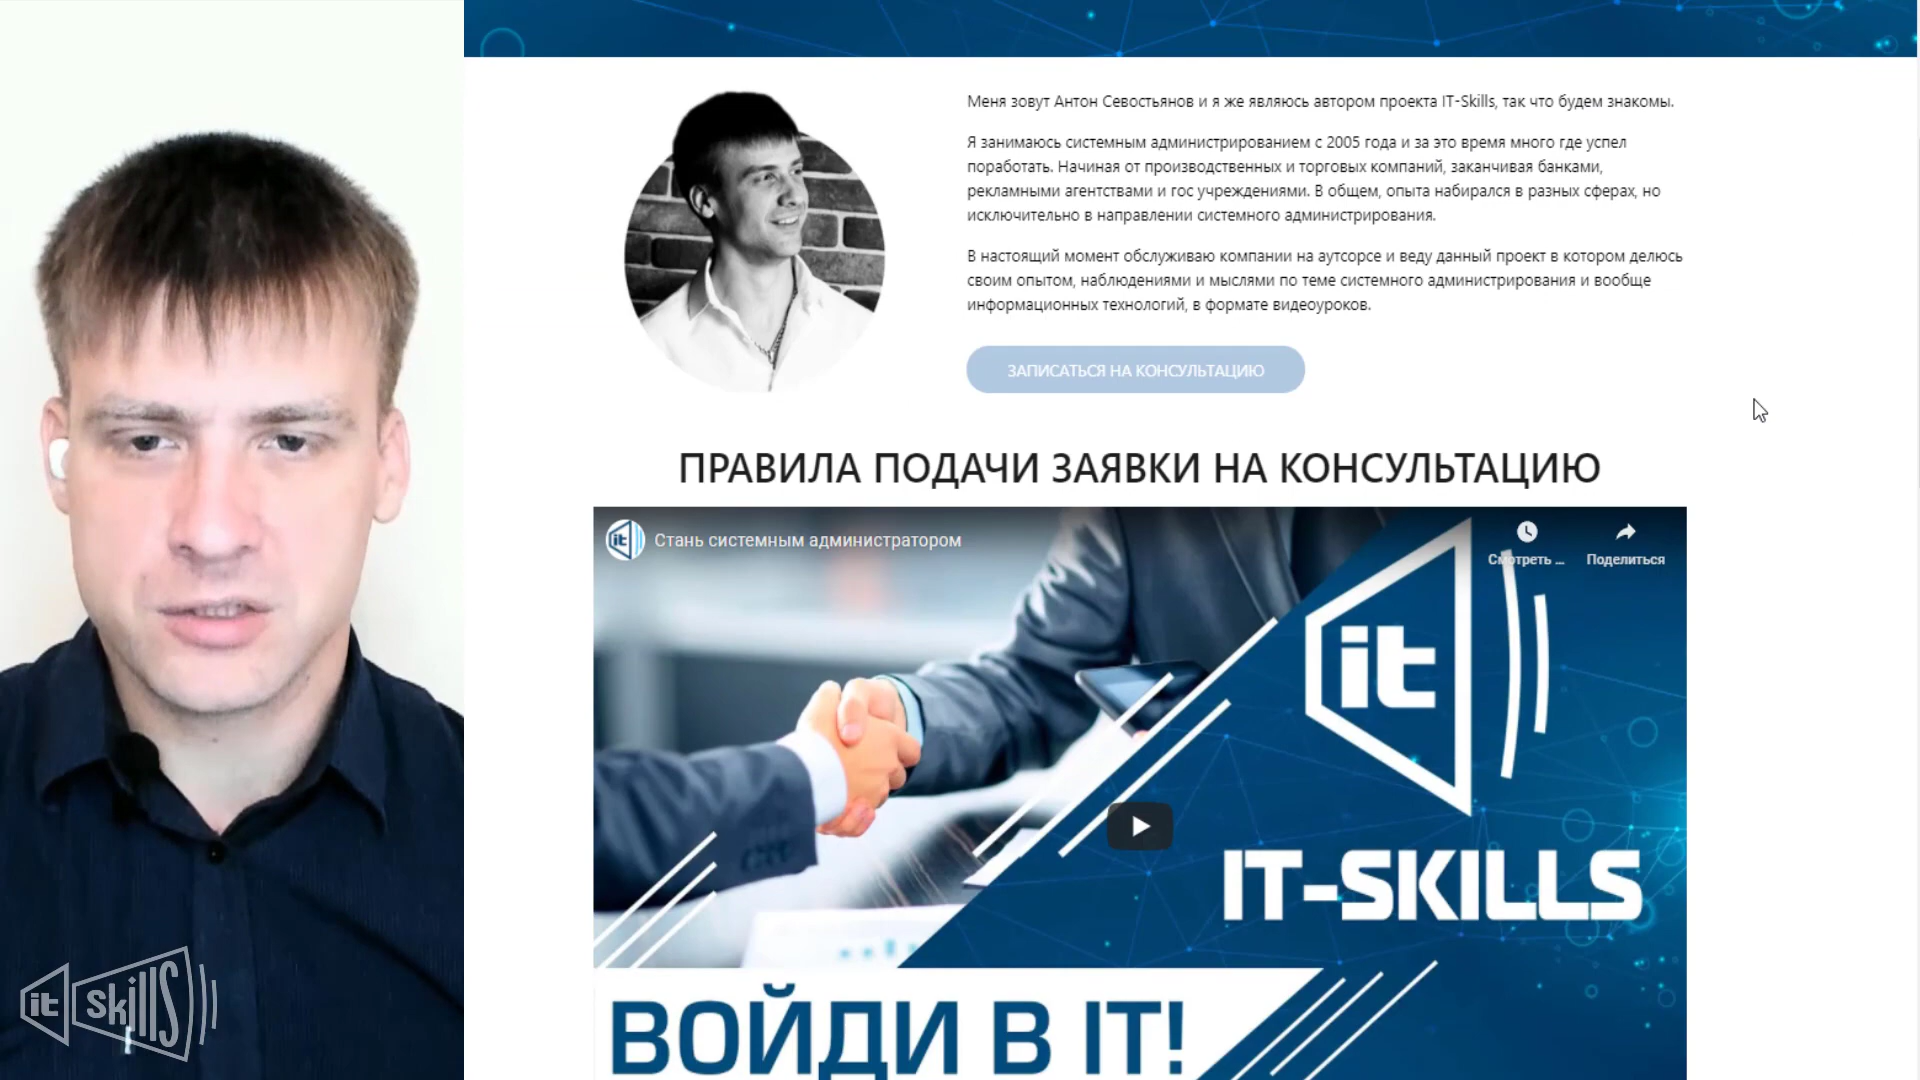 Меня зовут Антон Севостьянов и я же являюсь автором проекта IT-Skills, так что будем знакомы.
Я занимаюсь системным администрированием с 2005 года и за это время много где успел
поработать. Начиная от производственных и торговых компаний, заканчивая банками,
рекламными агентствами и гос учреждениями. В общем, опыта набирался в разных сферах, но
исключительно в направлении системного администрирования.
В настоящий момент обслуживаю компании на аутсорсе и веду данный проект в котором делюсь
своим опытом, наблюдениями и мыслями по теме системного администрирования и вообще
информационных технологий, в формате видеоуроков.
ЗАПИСАТЬСЯ НА КОНСУЛЬТАЦИЮ
ПРАВИЛА ПОДАЧИ ЗАЯВКИ НА КОНСУЛЬТАЦИЮ
it
Стань системным администратором
Смотреть ...
Поделиться
it
IT-SKILLS
ВОЙДИ В IT!
it skills